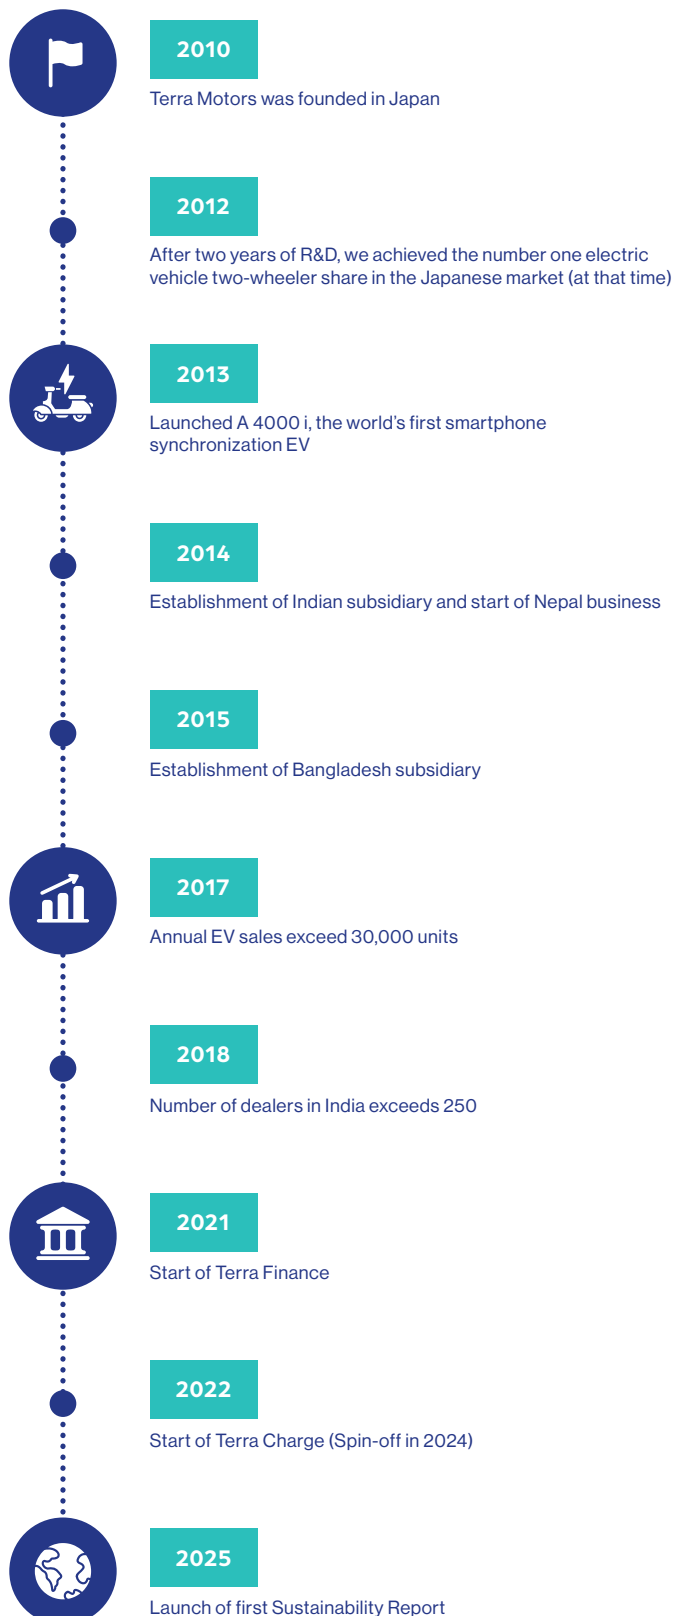 2010
Terra Motors was founded in Japan
2012
After two years of R&D, we achieved the number one electric
vehicle two-wheeler share in the Japanese market (at that time)
2013
Launched A 4000 i, the world’s first smartphone
synchronization EV
2014
Establishment of Indian subsidiary and start of Nepal business
2015
Establishment of Bangladesh subsidiary
2017
Annual EV sales exceed 30,000 units
2018
Number of dealers in India exceeds 250
2021
Start of Terra Finance
2022
Start of Terra Charge (Spin-off in 2024)
2025
Launch of first Sustainability Report